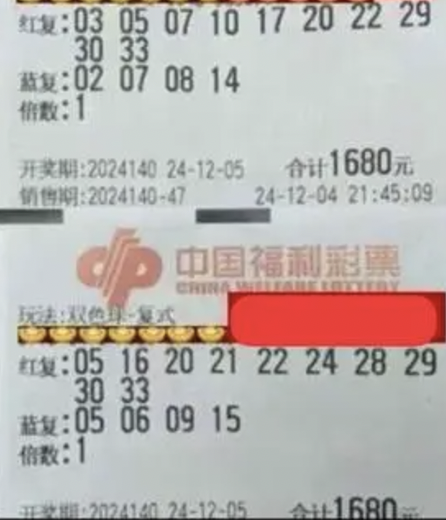 红复:03 05 07 10 17 20 22 29
30 33
蓝复:02 07 08 14
倍数:1
开奖期:2024140 24-12-05 合计1680元
销售期:2024140-47 24-12-04 21:45:09
中国福利彩票
CHINA WELFARE LOTTERY
玩法:双色球-复式
红复:05 16 20 21 22 24 28 29
30 33
蓝复:05 06 09 15
倍数:1
开奖期:2024140 24-12-05 合计1680元